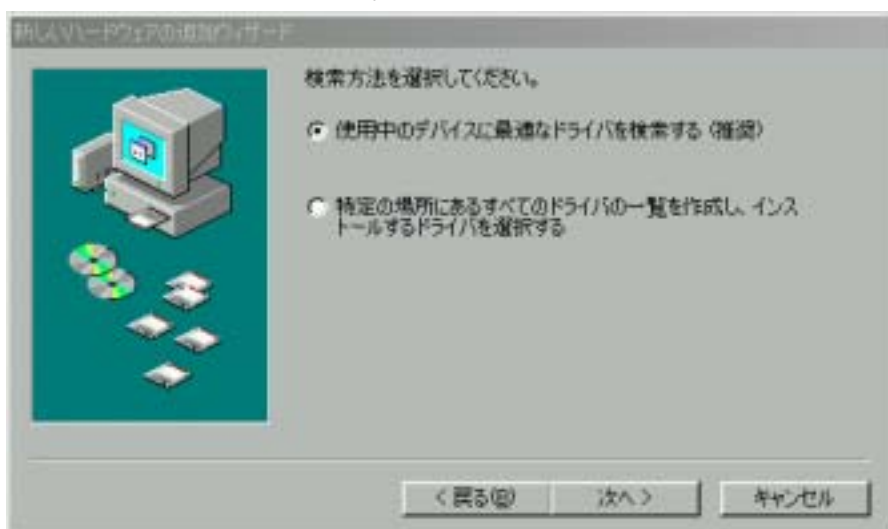 新しいハードウェアの追加ウィザード
検索方法を選択してください。
使用中のデバイスに最適なドライバを検索する (推奨)
特定の場所にあるすべてのドライバの一覧を作成し、インス
トールするドライバを選択する
< 戻る(B)
次へ >
キャンセル